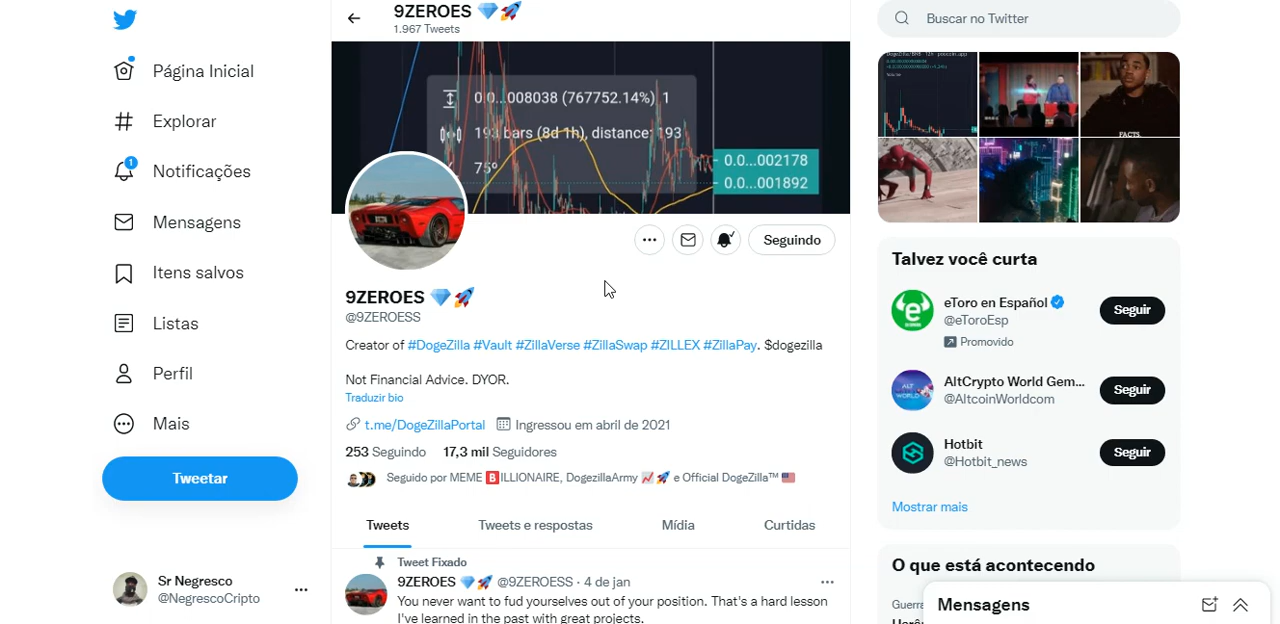 9ZEROES 💎🚀
1.967 Tweets
Página Inicial
Explorar
Notificações
1
Mensagens
Itens salvos
Listas
Perfil
Mais
Tweetar
Sr Negresco
@NegrescoCripto
0.0...008038 (767752.14%), 1
193 bars (8d 1h), distance: 193
75º
0.0...002178
0.0...001892
Seguindo
9ZEROES 💎🚀
@9ZEROESS
Creator of #DogeZilla #Vault #ZillaVerse #ZillaSwap #ZILLEX #ZillaPay. $dogezilla
Not Financial Advice. DYOR.
Traduzir bio
t.me/DogeZillaPortal Ingressou em abril de 2021
253 Seguindo 17,3 mil Seguidores
Seguido por MEME 🅱️ILLIONAIRE, DogezillaArmy 📈🚀 e Official DogeZilla™ 🇺🇸
Tweets Tweets e respostas Mídia Curtidas
Tweet Fixado
9ZEROES 💎🚀 @9ZEROESS · 4 de jan
You never want to fud yourselves out of your position. That's a hard lesson
I've learned in the past with great projects.
Buscar no Twitter
FACTS.
Talvez você curta
eToro en Español
@eToroEsp
Promovido
Seguir
ALT
WORLD
AltCrypto World Gem...
@AltcoinWorldcom
Seguir
Hotbit
@Hotbit_news
Seguir
Mostrar mais
O que está acontecendo
Guerra
Mensagens